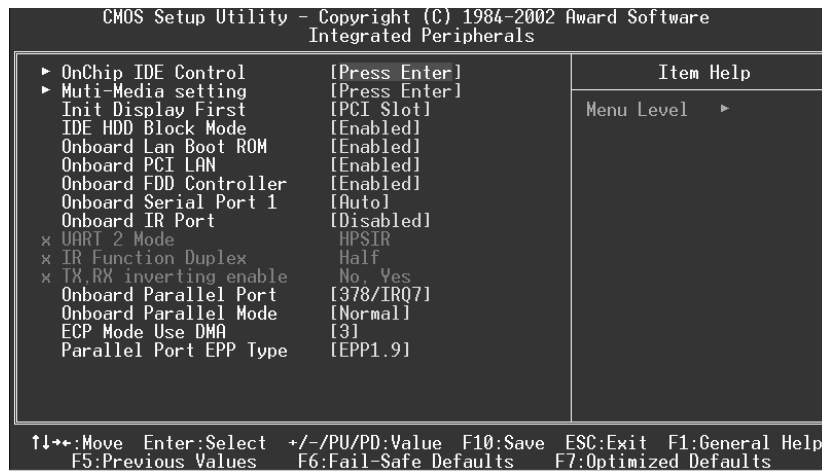 CMOS Setup Utility – Copyright (C) 1984-2002 Award Software
Integrated Peripherals
► OnChip IDE Control [Press Enter]
► Muti-Media setting [Press Enter]
Init Display First [PCI Slot]
IDE HDD Block Mode [Enabled]
Onboard Lan Boot ROM [Enabled]
Onboard PCI LAN [Enabled]
Onboard FDD Controller [Enabled]
Onboard Serial Port 1 [Auto]
Onboard IR Port [Disabled]
x UART 2 Mode HPSIR
x IR Function Duplex Half
x TX,RX inverting enable No, Yes
Onboard Parallel Port [378/IRQ7]
Onboard Parallel Mode [Normal]
ECP Mode Use DMA [3]
Parallel Port EPP Type [EPP1.9]
Item Help
Menu Level ►
↑↓→←:Move Enter:Select +/-/PU/PD:Value F10:Save ESC:Exit F1:General Help
F5:Previous Values F6:Fail-Safe Defaults F7:Optimized Defaults